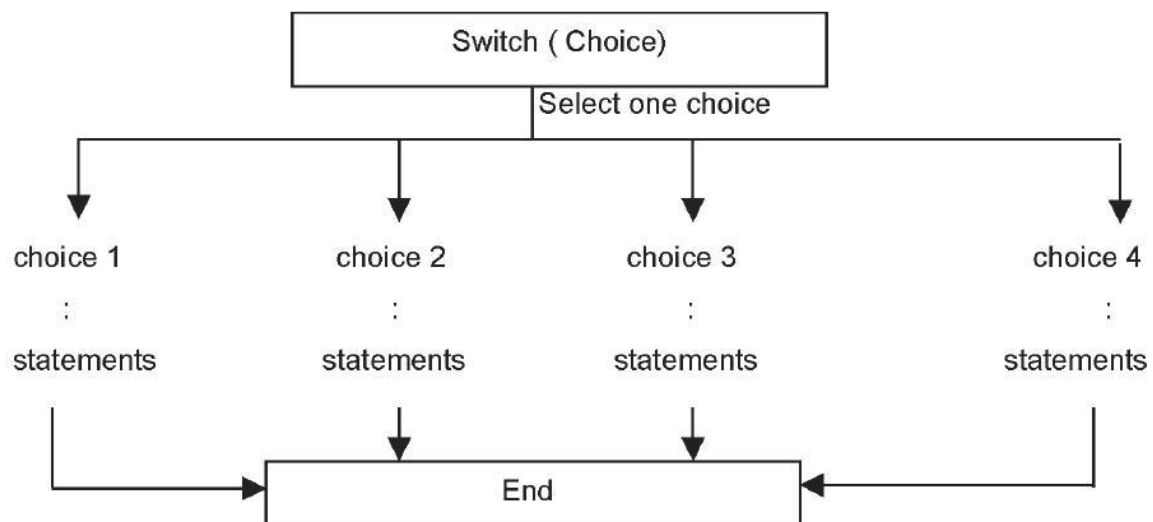 Switch ( Choice)
Select one choice
choice 1
choice 2
choice 3
choice 4
:
:
:
:
statements
statements
statements
statements
End